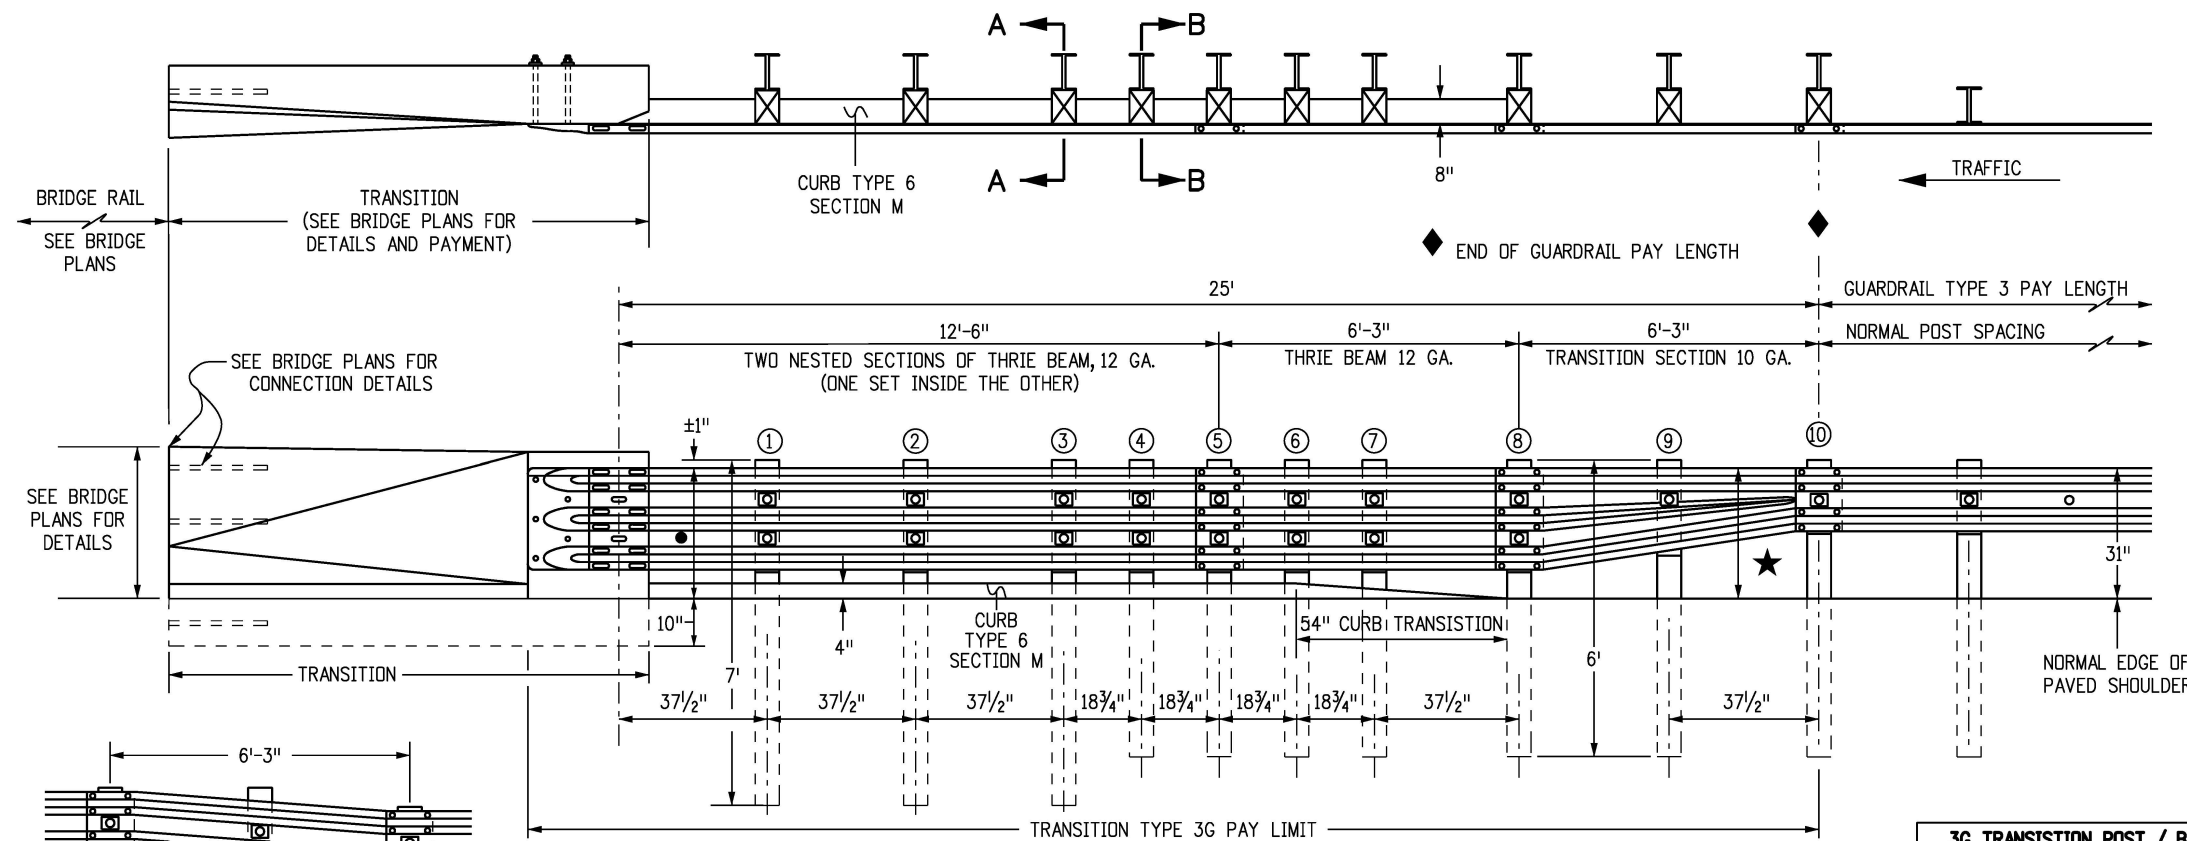 A
B
A
B
CURB TYPE 6
SECTION M
8"
TRAFFIC
BRIDGE RAIL
SEE BRIDGE
PLANS
TRANSITION
(SEE BRIDGE PLANS FOR
DETAILS AND PAYMENT)
END OF GUARDRAIL PAY LENGTH
25'
GUARDRAIL TYPE 3 PAY LENGTH
12'-6"
6'-3"
6'-3"
NORMAL POST SPACING
TWO NESTED SECTIONS OF THRIE BEAM, 12 GA.
(ONE SET INSIDE THE OTHER)
THRIE BEAM 12 GA.
TRANSITION SECTION 10 GA.
SEE BRIDGE PLANS FOR
CONNECTION DETAILS
±1"
1
2
3
4
5
6
7
8
9
10
SEE BRIDGE
PLANS FOR
DETAILS
31"
10"
4"
CURB
TYPE 6
SECTION M
54" CURB TRANSISTION
7'
6'
TRANSITION
NORMAL EDGE OF
PAVED SHOULDER
37½"
37½"
37½"
18¾"
18¾"
18¾"
18¾"
37½"
37½"
6'-3"
TRANSITION TYPE 3G PAY LIMIT
3G TRANSISTION POST / B